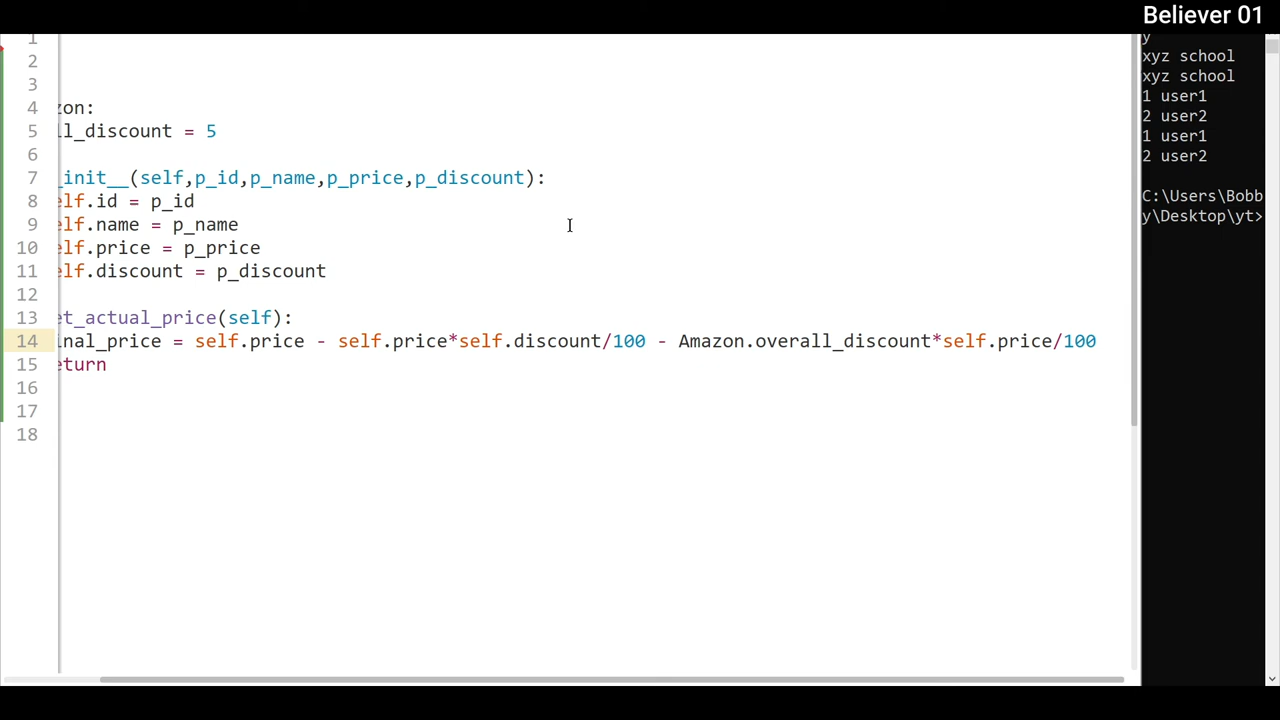 Believer 01
1
2
3
4 zon:
5 ll_discount = 5
6
7 _init__(self,p_id,p_name,p_price,p_discount):
8 elf.id = p_id
9 elf.name = p_name
10 elf.price = p_price
11 elf.discount = p_discount
12
13 et_actual_price(self):
14 inal_price = self.price - self.price*self.discount/100 - Amazon.overall_discount*self.price/100
15 eturn
16
17
18
y
xyz school
xyz school
1 user1
2 user2
1 user1
2 user2
C:\Users\Bobb
y\Desktop\yt>